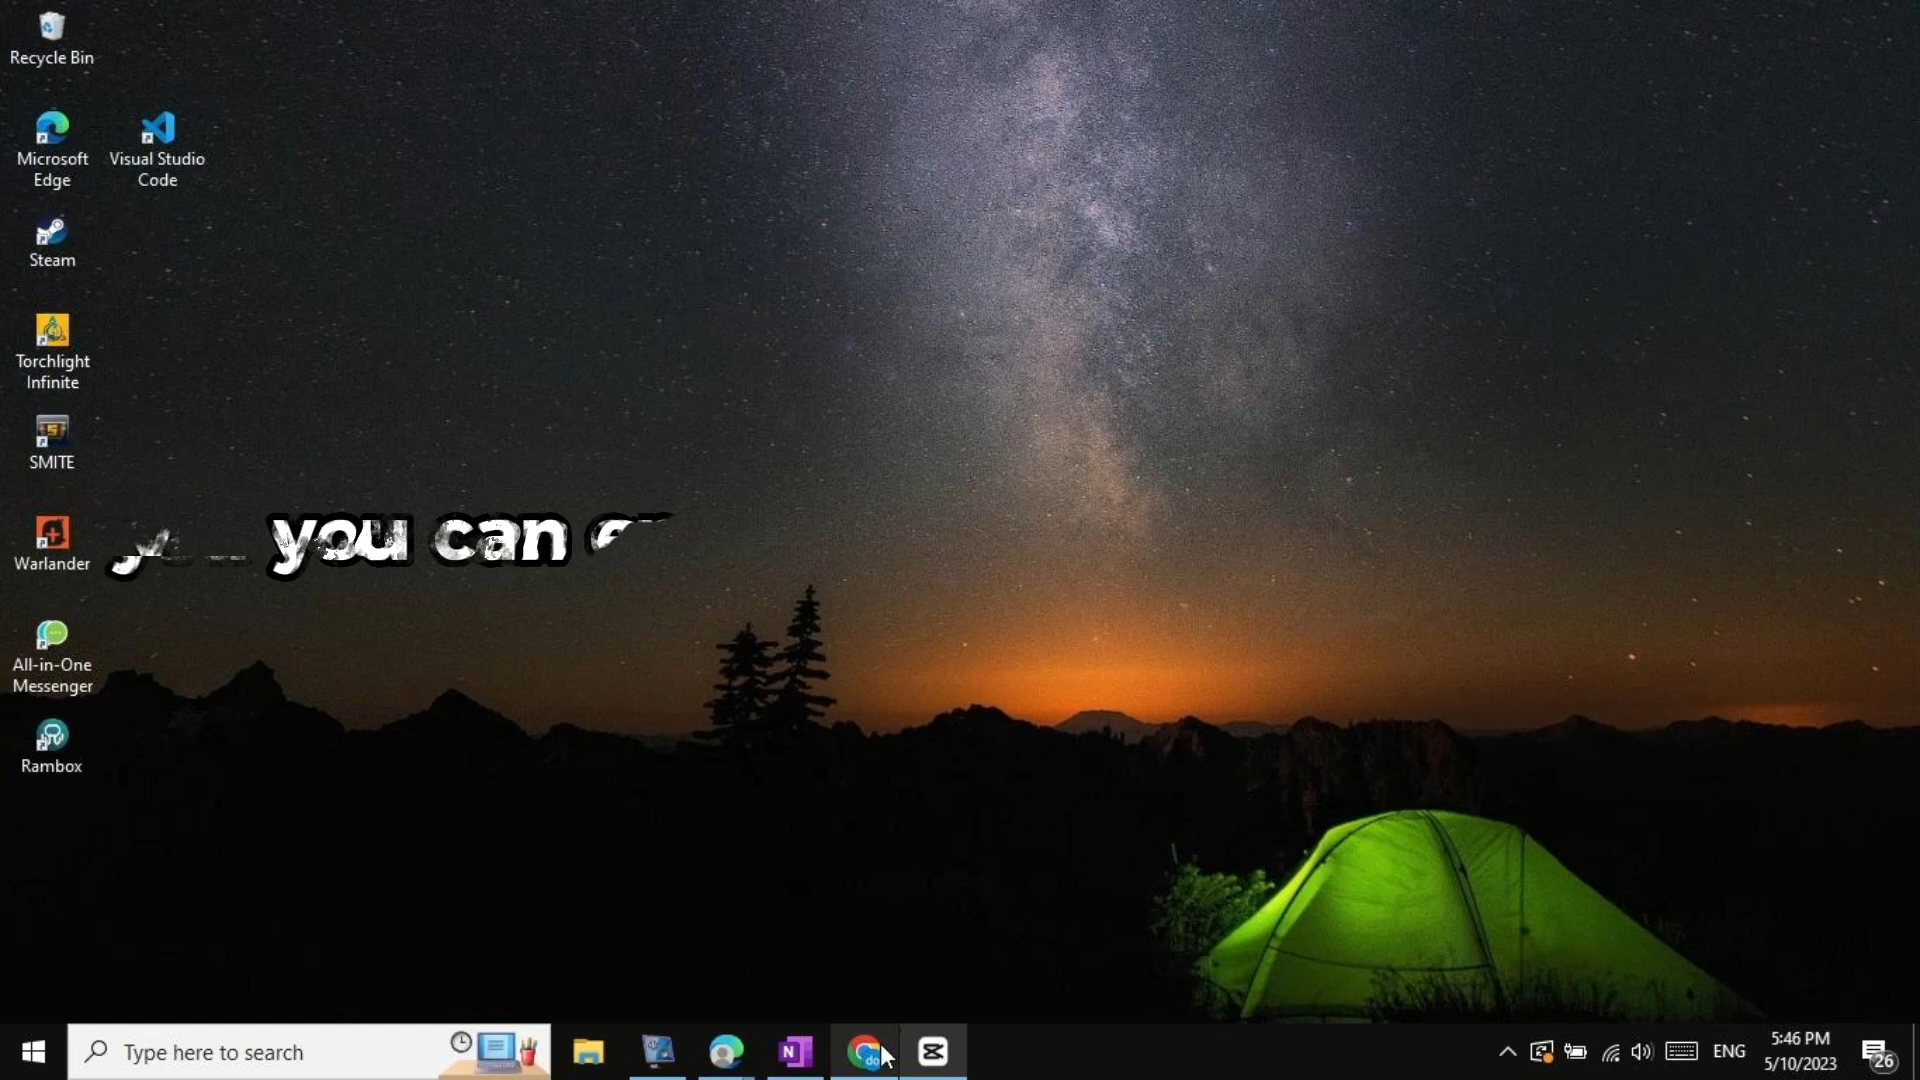 Recycle Bin
Microsoft
Edge
Visual Studio
Code
Steam
Torchlight
Infinite
SMITE
Warlander
you can
All-in-One
Messenger
Rambox
Type here to search
N
do
ENG
5:46 PM
5/10/2023
26